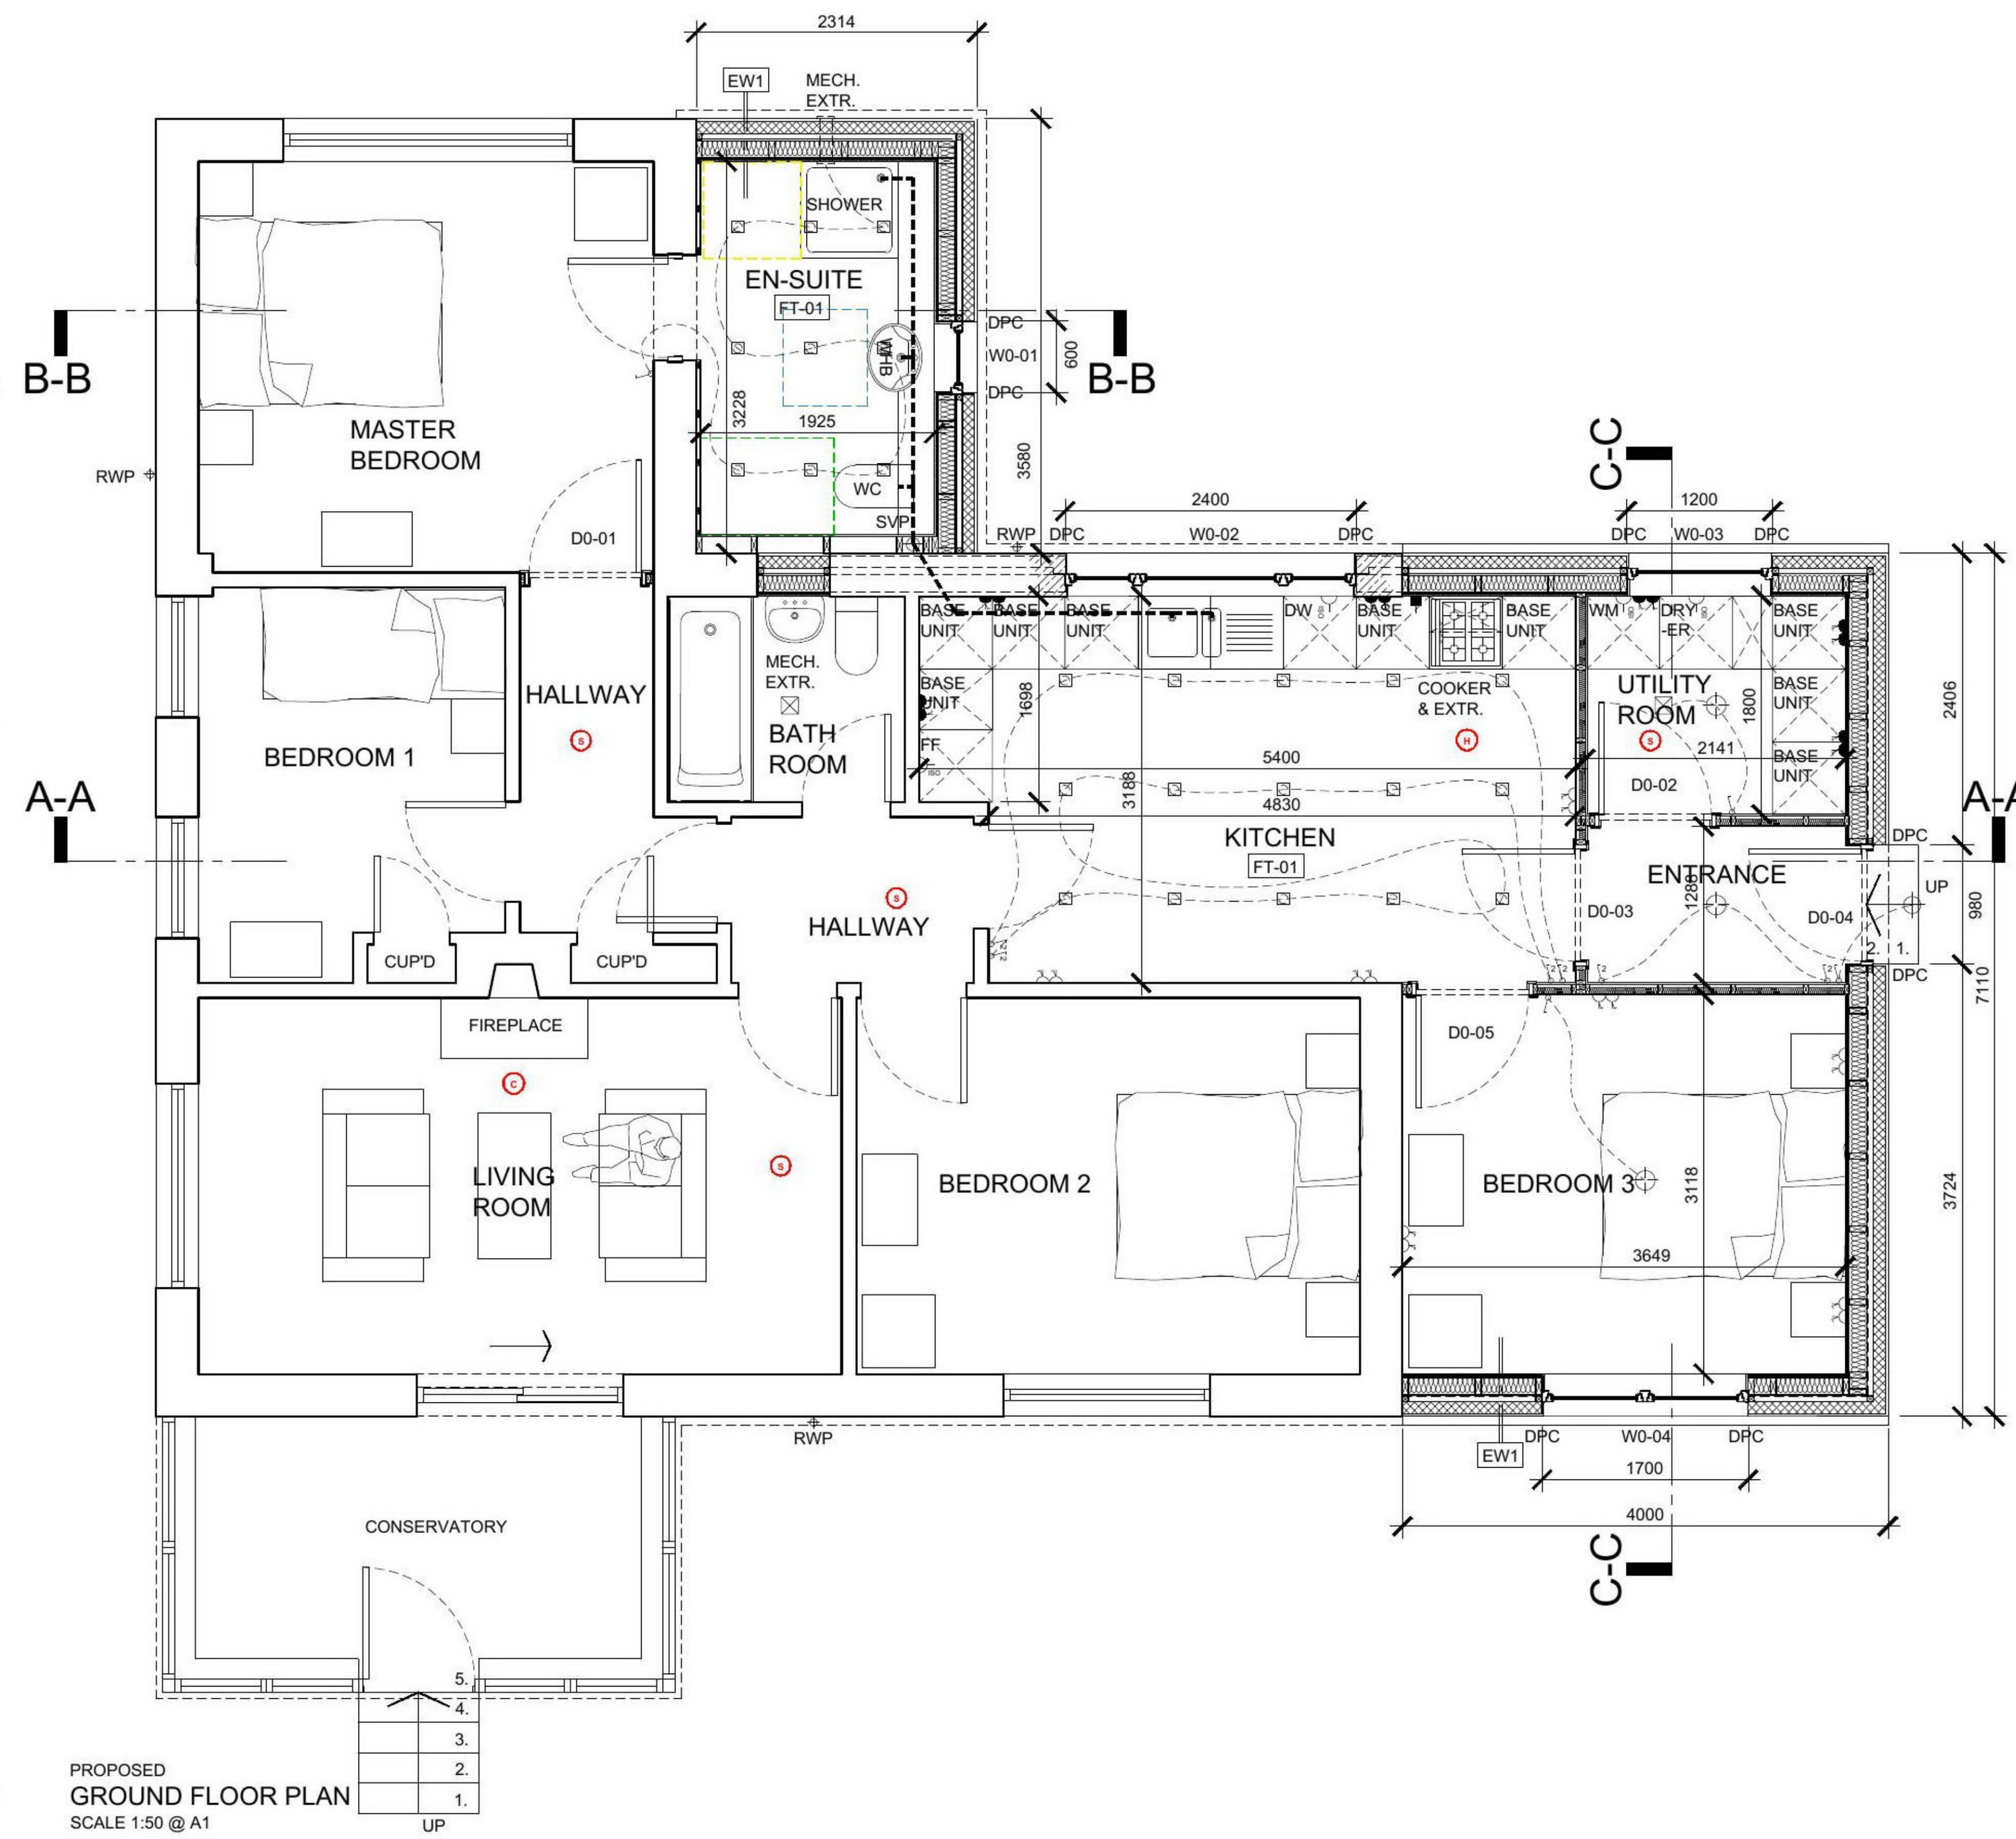 2314
EW1
MECH.
EXTR.
SHOWER
EN-SUITE
FT-01
WHB
DPC
W0-01
DPC
600
B-B
B-B
3228
1925
3580
MASTER
BEDROOM
RWP
D0-01
WC
SVP
RWP
DPC
2400
W0-02
DPC
C-C
1200
DPC
W0-03
DPC
BASE
UNIT
BASE
UNIT
BASE
UNIT
DW
BASE
UNIT
BASE
UNIT
WM
DRY
-ER
BASE
UNIT
MECH.
EXTR.
BATH
ROOM
HALLWAY
S
BASE
UNIT
FF
ISO
1698
COOKER
& EXTR.
H
UTILITY
ROOM
S
1800
BASE
UNIT
2141
BASE
UNIT
2406
BEDROOM 1
5400
3188
4830
D0-02
A-A
A-A
KITCHEN
FT-01
ENTRANCE
1288
DPC
UP
980
S
HALLWAY
D0-03
D0-04
2.
1.
DPC
7110
CUP'D
CUP'D
FIREPLACE
C
D0-05
LIVING
ROOM
S
BEDROOM 2
BEDROOM 3
3118
3649
3724
RWP
EW1
DPC
W0-04
DPC
1700
4000
C-C
CONSERVATORY
5.
4.
3.
2.
1.
UP
PROPOSED
GROUND FLOOR PLAN
SCALE 1:50 @ A1